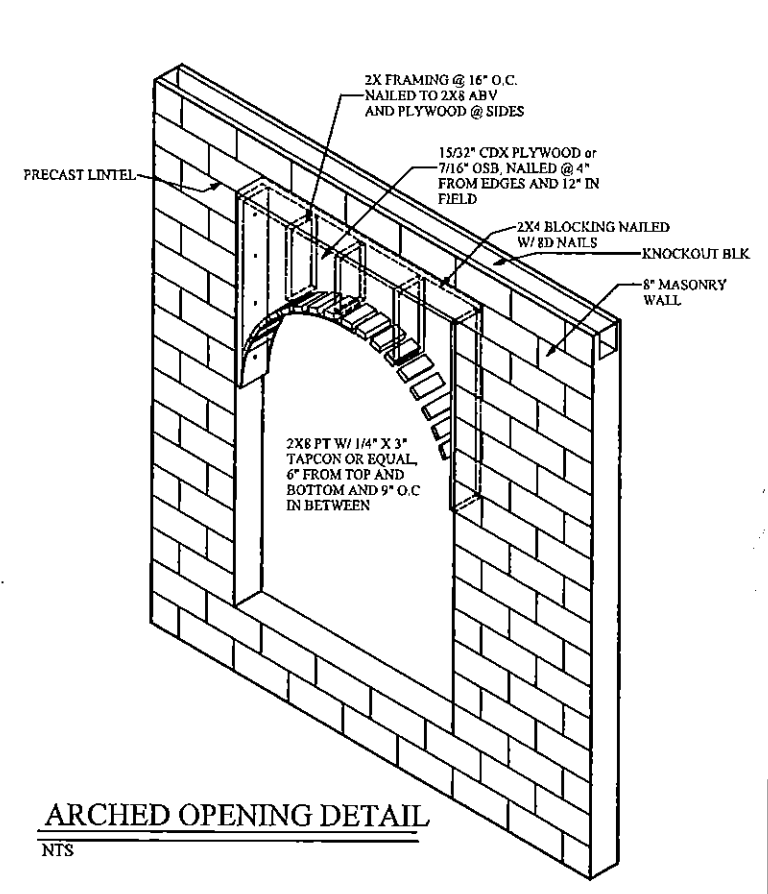 2X FRAMING @ 16" O.C.
NAILED TO 2X8 ABV
AND PLYWOOD @ SIDES
15/32" CDX PLYWOOD or
7/16" OSB, NAILED @ 4"
FROM EDGES AND 12" IN
FIELD
PRECAST LINTEL
2X4 BLOCKING NAILED
W/ 8D NAILS
KNOCKOUT BLK
8" MASONRY
WALL
2X8 PT W/ 1/4" X 3"
TAPCON OR EQUAL,
6" FROM TOP AND
BOTTOM AND 9" O.C
IN BETWEEN
ARCHED OPENING DETAIL
NTS